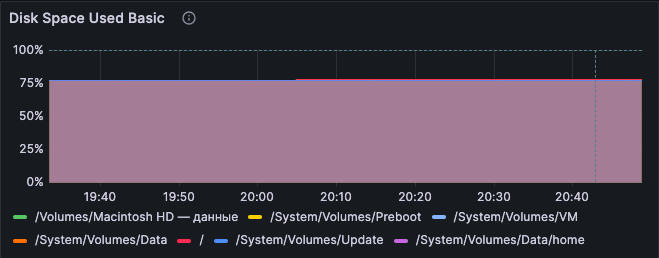 Disk Space Used Basic
100%
75%
50%
25%
0%
19:40 19:50 20:00 20:10 20:20 20:30 20:40
/Volumes/Macintosh HD — данные /System/Volumes/Preboot /System/Volumes/VM
/System/Volumes/Data / /System/Volumes/Update /System/Volumes/Data/home